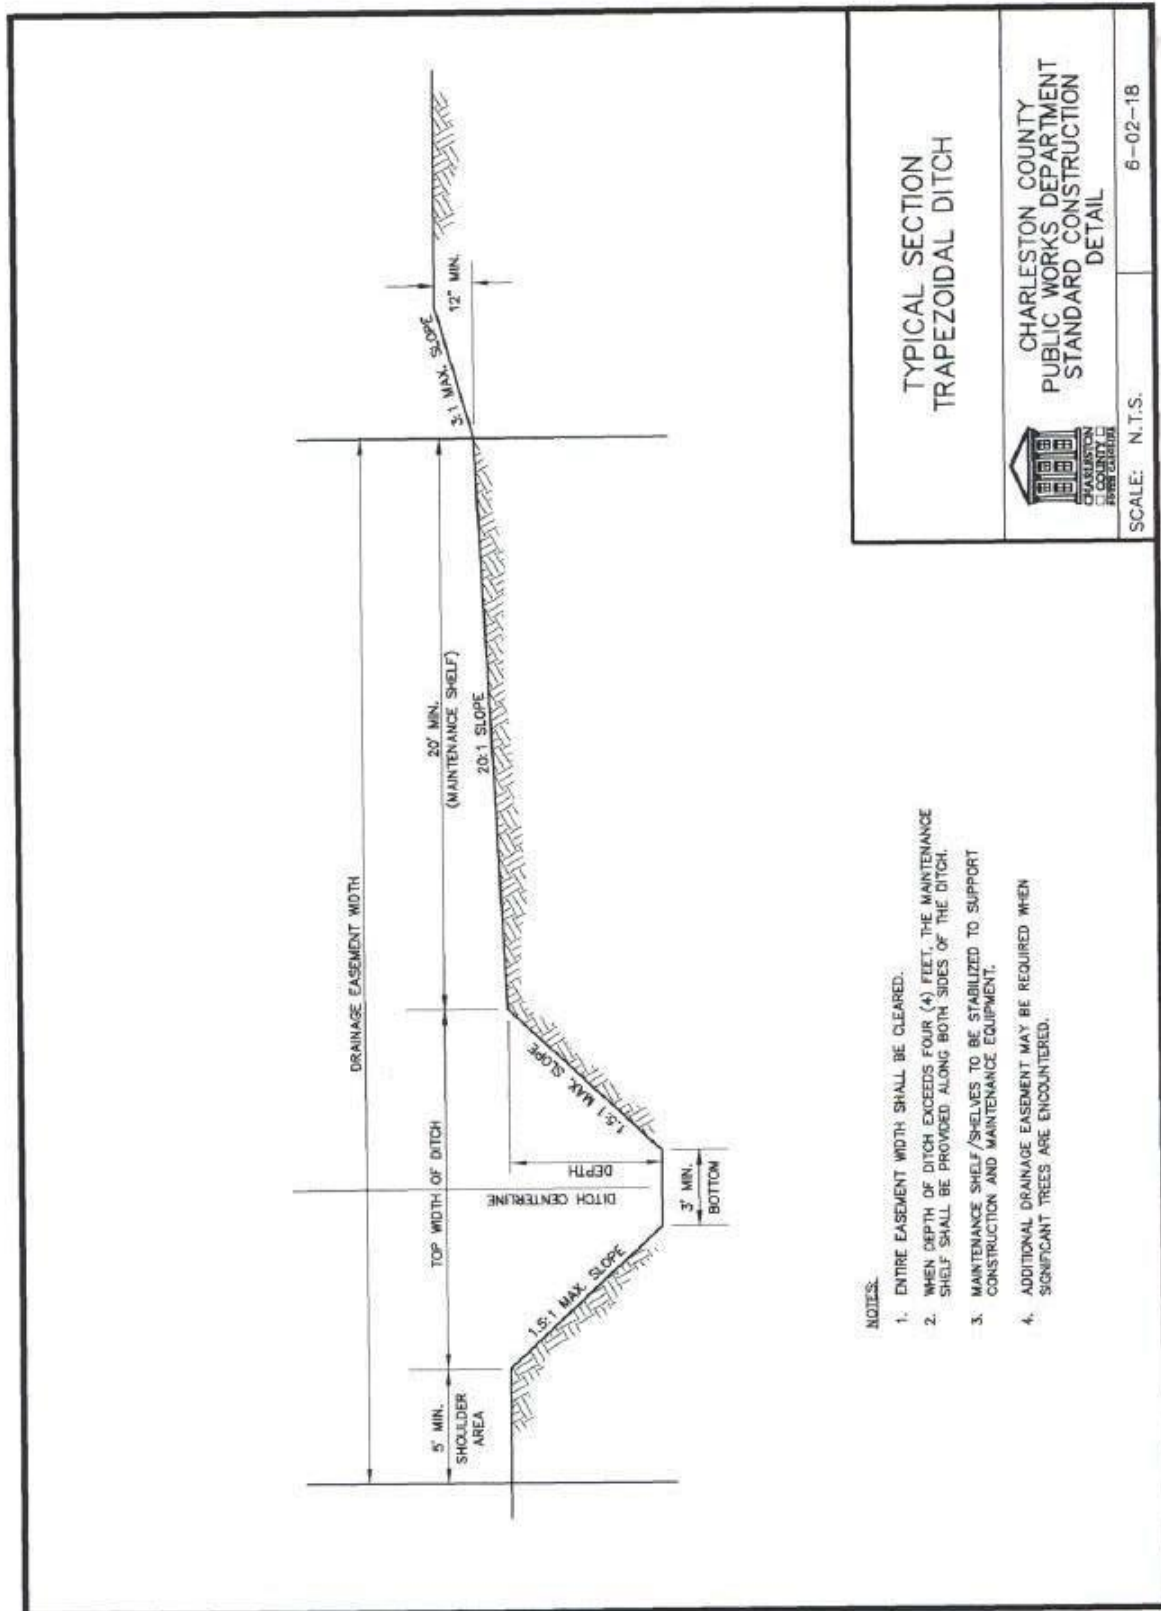 DRAINAGE EASEMENT WIDTH
5' MIN.
SHOULDER
AREA
TOP WIDTH OF DITCH
20' MIN.
(MAINTENANCE SHELF)
20:1 SLOPE
3:1 MAX. SLOPE
12" MIN.
1.5:1 MAX. SLOPE
DITCH CENTERLINE
DEPTH
1.5:1 MAX. SLOPE
3' MIN.
BOTTOM
NOTES:
1. ENTIRE EASEMENT WIDTH SHALL BE CLEARED.
2. WHEN DEPTH OF DITCH EXCEEDS FOUR (4) FEET, THE MAINTENANCE
SHELF SHALL BE PROVIDED ALONG BOTH SIDES OF THE DITCH.
3. MAINTENANCE SHELF/SHELVES TO BE STABILIZED TO SUPPORT
CONSTRUCTION AND MAINTENANCE EQUIPMENT.
4. ADDITIONAL DRAINAGE EASEMENT MAY BE REQUIRED WHEN
SIGNIFICANT TREES ARE ENCOUNTERED.
TYPICAL SECTION
TRAPEZOIDAL DITCH
CHARLESTON
COUNTY
SOUTH CAROLINA
CHARLESTON COUNTY
PUBLIC WORKS DEPARTMENT
STANDARD CONSTRUCTION
DETAIL
SCALE: N.T.S.
6-02-18